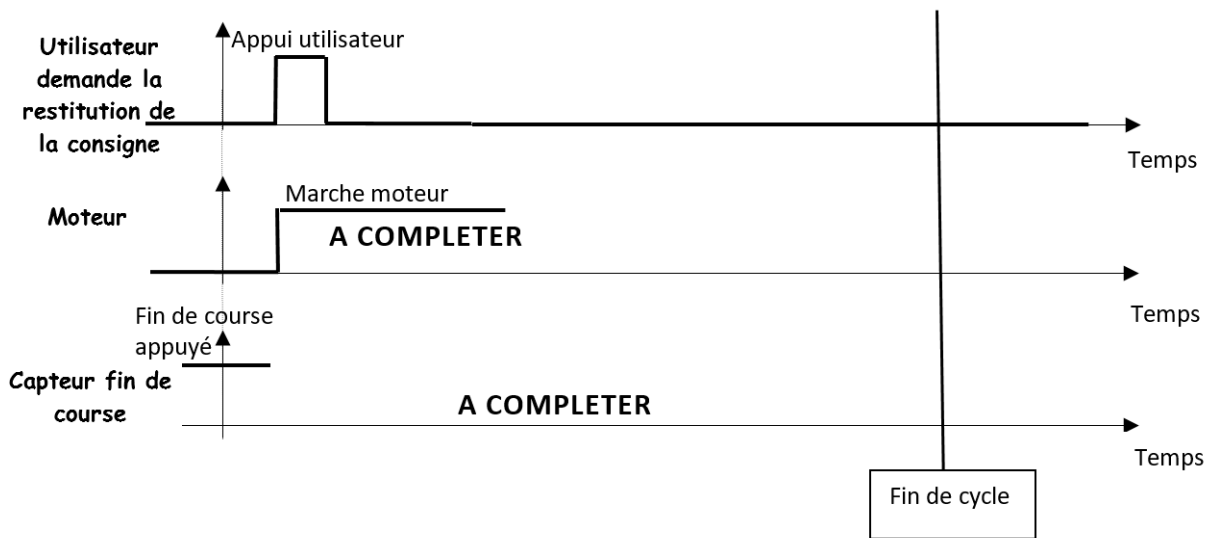 Utilisateur
demande la
restitution de
la consigne
Appui utilisateur
Temps
Moteur
Marche moteur
A COMPLETER
Temps
Fin de course
appuyé
Capteur fin de
course
A COMPLETER
Temps
Fin de cycle